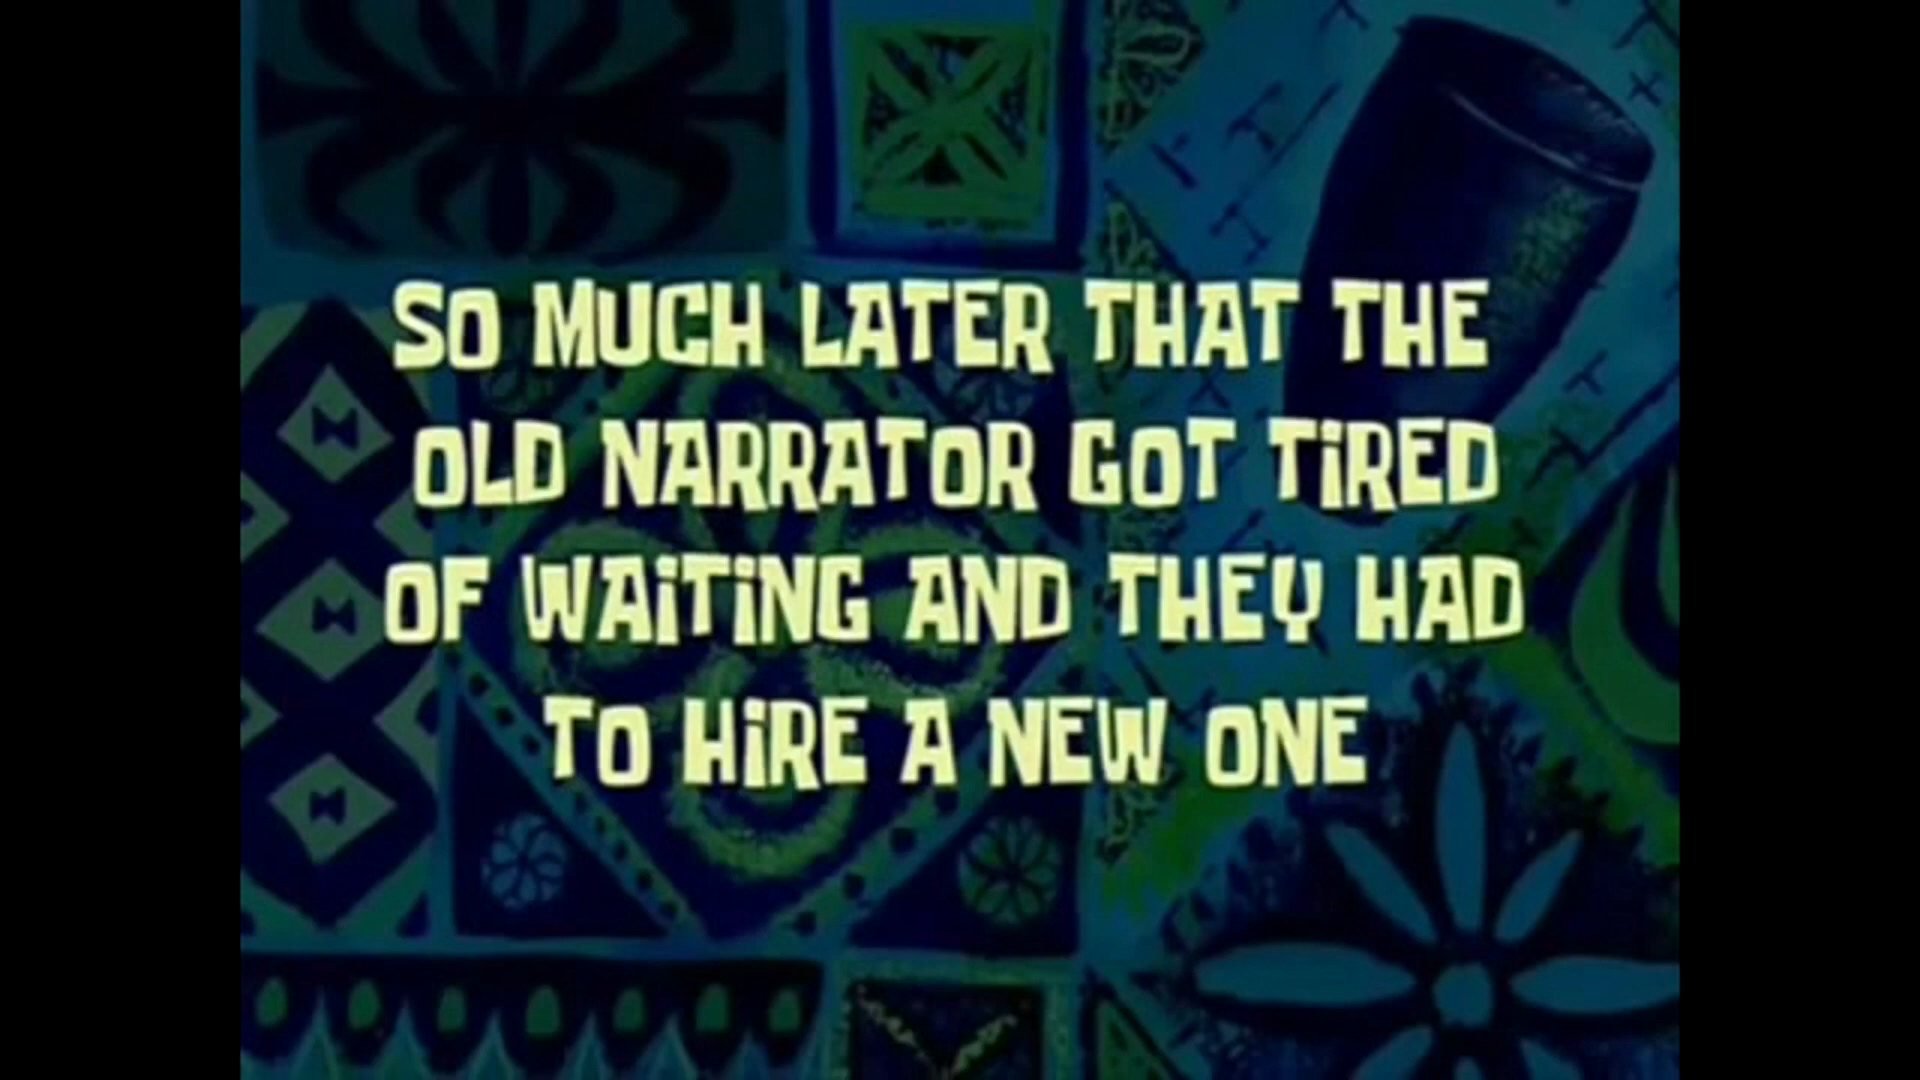 SO MUCH LATER THAT THE
OLD NARRATOR GOT TiRED
OF WAiTiNG AND THEY HAD
TO HiRE A NEW ONE